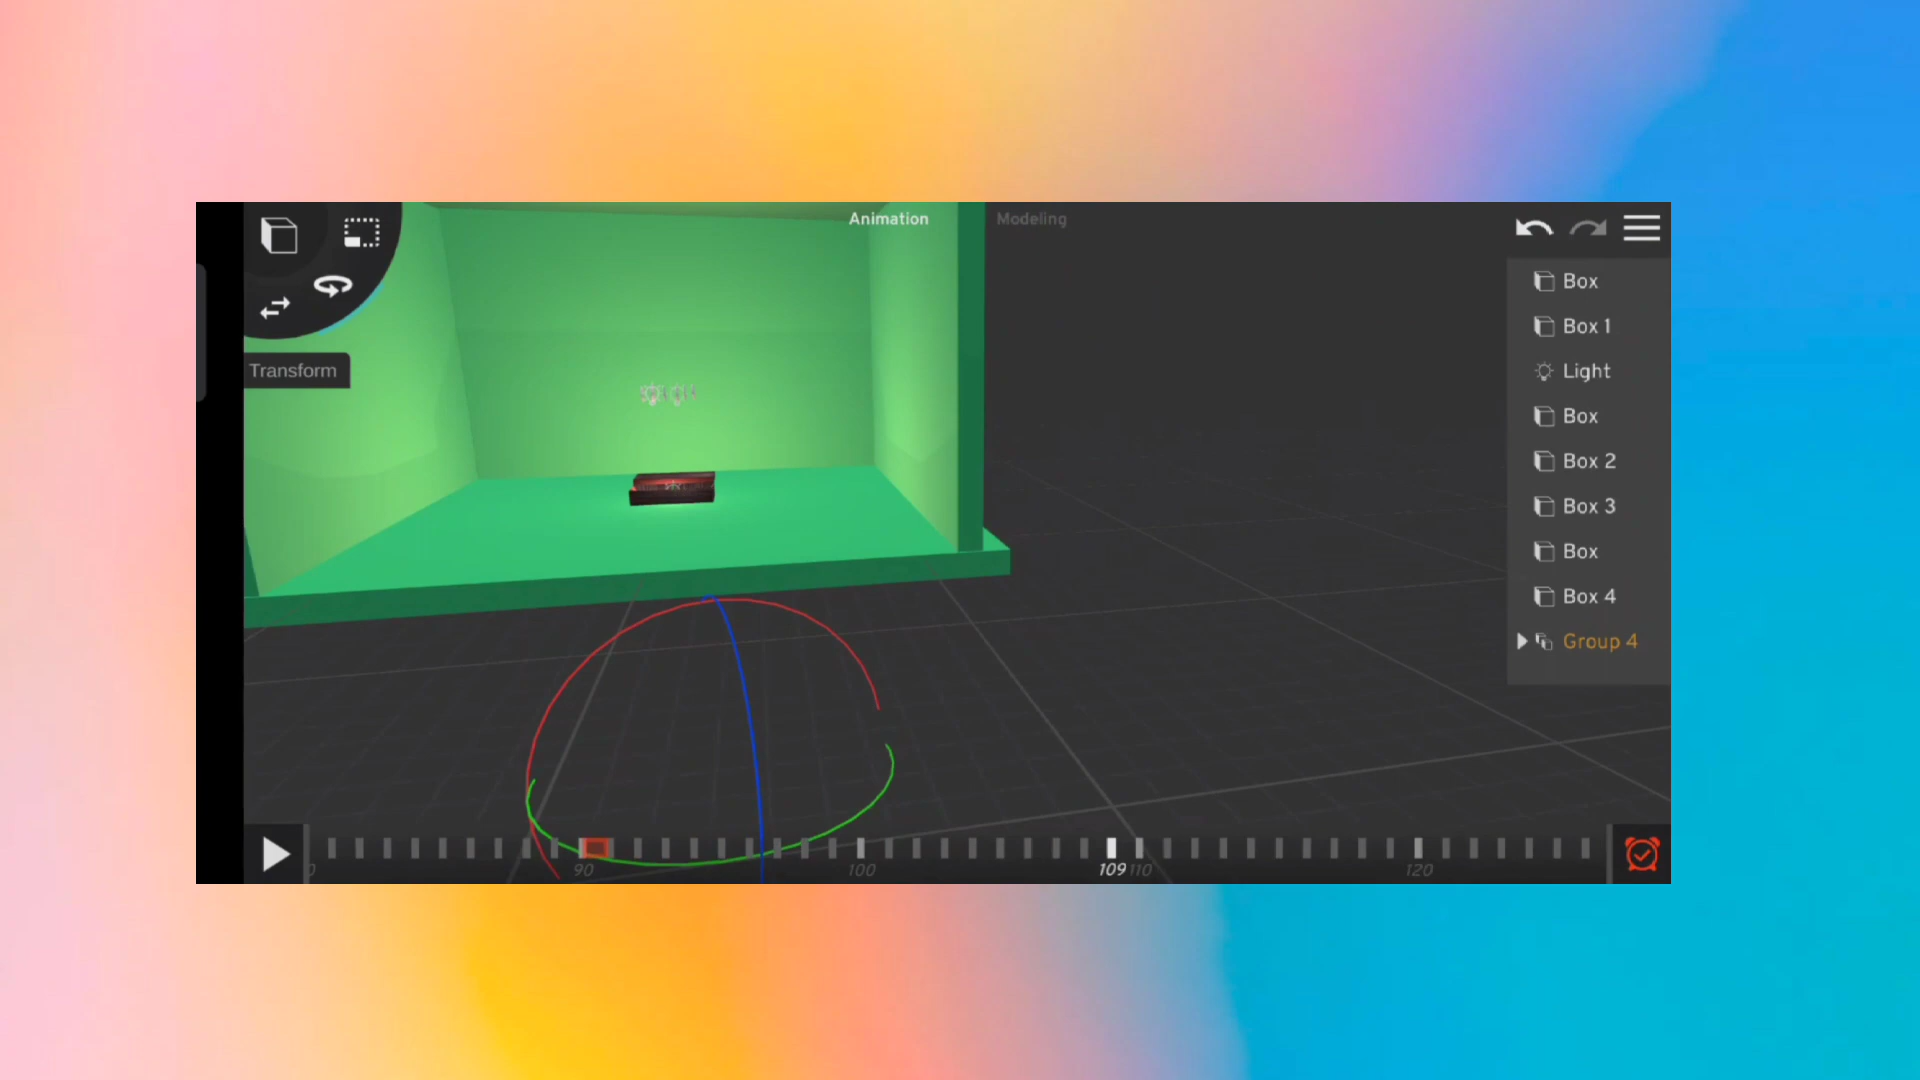 Animation
Modeling
Transform
Box
Box 1
Light
Box
Box 2
Box 3
Box
Box 4
Group 4
90
100
109
110
120